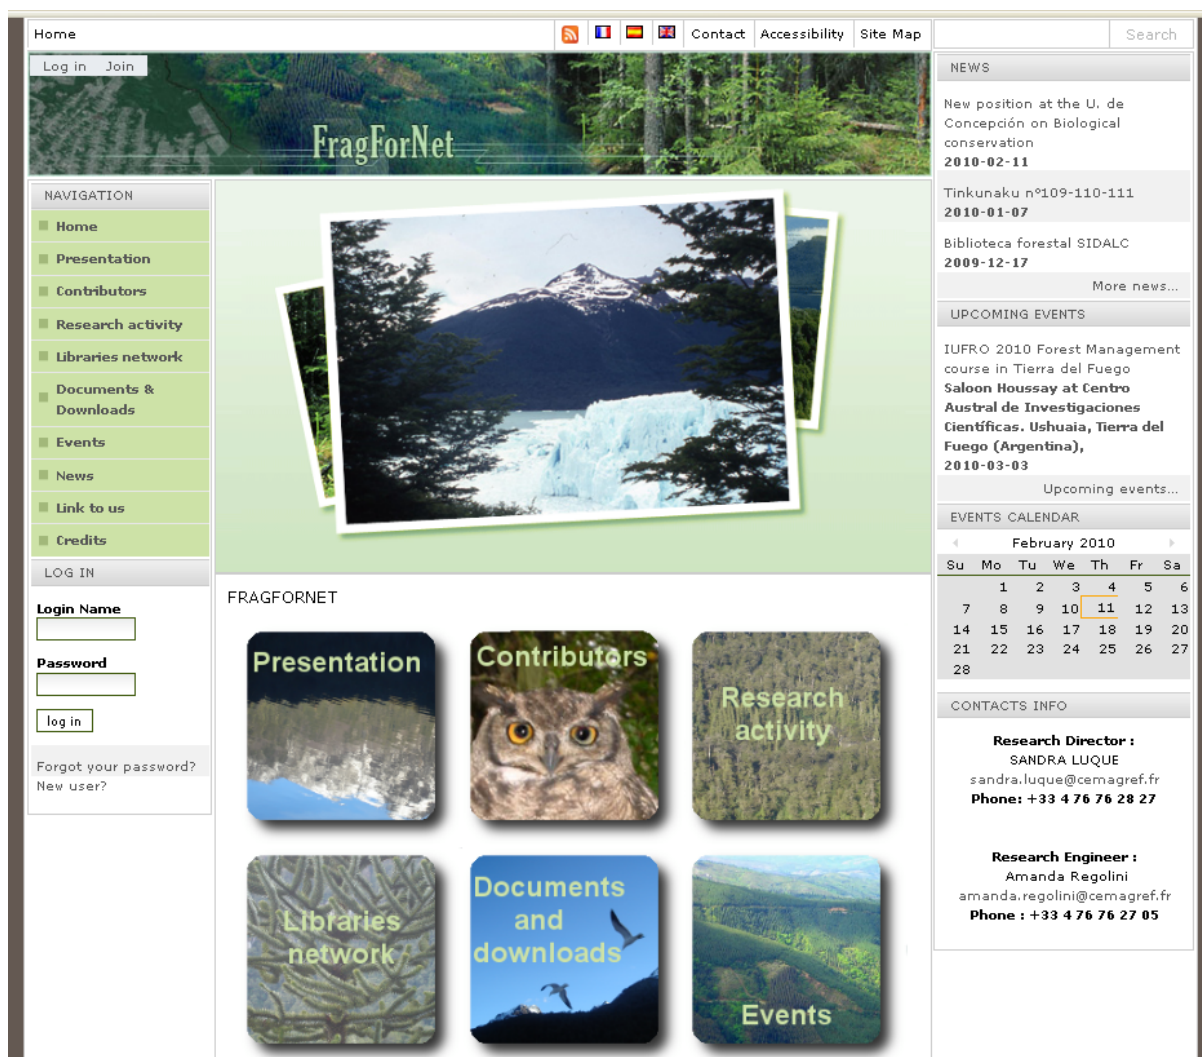 Home
Contact
Accessibility
Site Map
Search
Log in Join
FragForNet
NAVIGATION
Home
Presentation
Contributors
Research activity
Libraries network
Documents &
Downloads
Events
News
Link to us
Credits
LOG IN
Login Name
Password
log in
Forgot your password?
New user?
FRAGFORNET
Presentation
Contributors
Research
activity
Libraries
network
Documents
and
downloads
Events
NEWS
New position at the U. de
Concepción on Biological
conservation
2010-02-11
Tinkunaku nº109-110-111
2010-01-07
Biblioteca forestal SIDALC
2009-12-17
More news...
UPCOMING EVENTS
IUFRO 2010 Forest Management
course in Tierra del Fuego
Saloon Houssay at Centro
Austral de Investigaciones
Científicas. Ushuaia, Tierra del
Fuego (Argentina),
2010-03-03
Upcoming events...
EVENTS CALENDAR
February 2010
Su Mo Tu We Th Fr Sa
1 2 3 4 5 6
7 8 9 10 11 12 13
14 15 16 17 18 19 20
21 22 23 24 25 26 27
28
CONTACTS INFO
Research Director :
SANDRA LUQUE
sandra.luque@cemagref.fr
Phone: +33 4 76 76 28 27
Research Engineer :
Amanda Regolini
amanda.regolini@cemagref.fr
Phone : +33 4 76 76 27 05